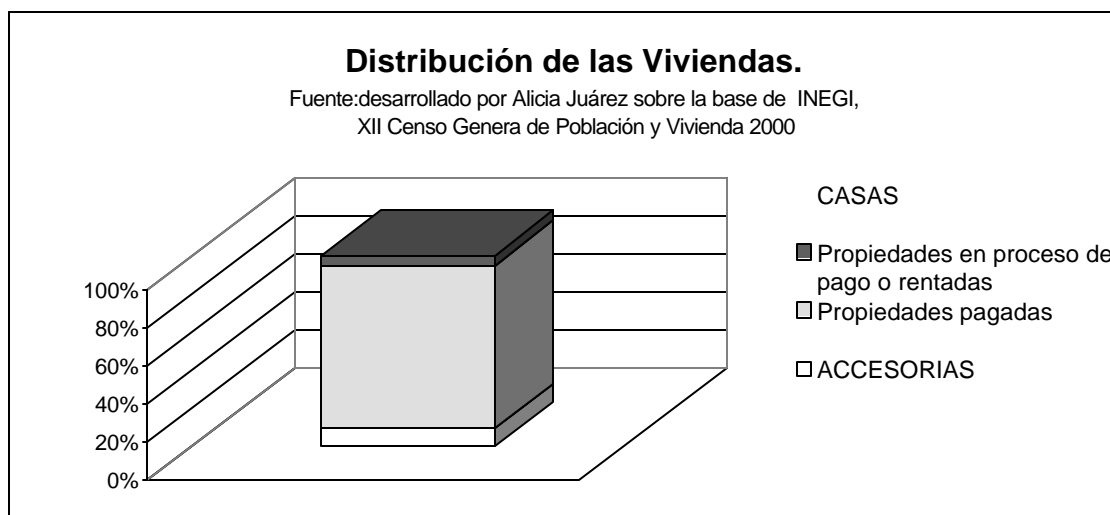 Distribución de las Viviendas.
Fuente:desarrollado por Alicia Juárez sobre la base de INEGI,
XII Censo Genera de Población y Vivienda 2000
CASAS
Propiedades en proceso de
pago o rentadas
Propiedades pagadas
ACCESORIAS
100%
80%
60%
40%
20%
0%